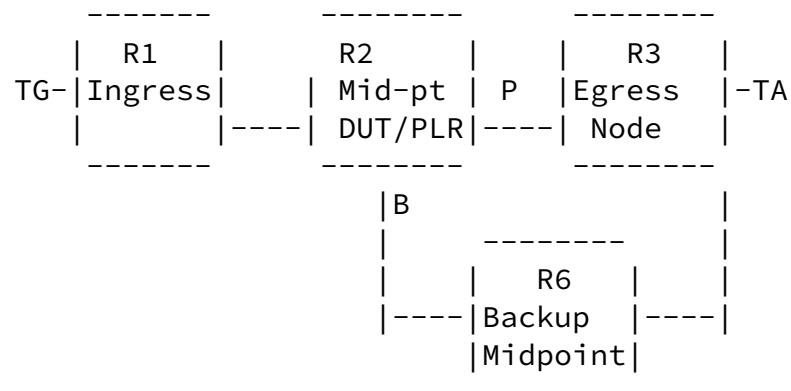 R1 R2 R3
TG- Ingress Mid-pt P Egress -TA
DUT/PLR Node
B
R6
Backup
Midpoint